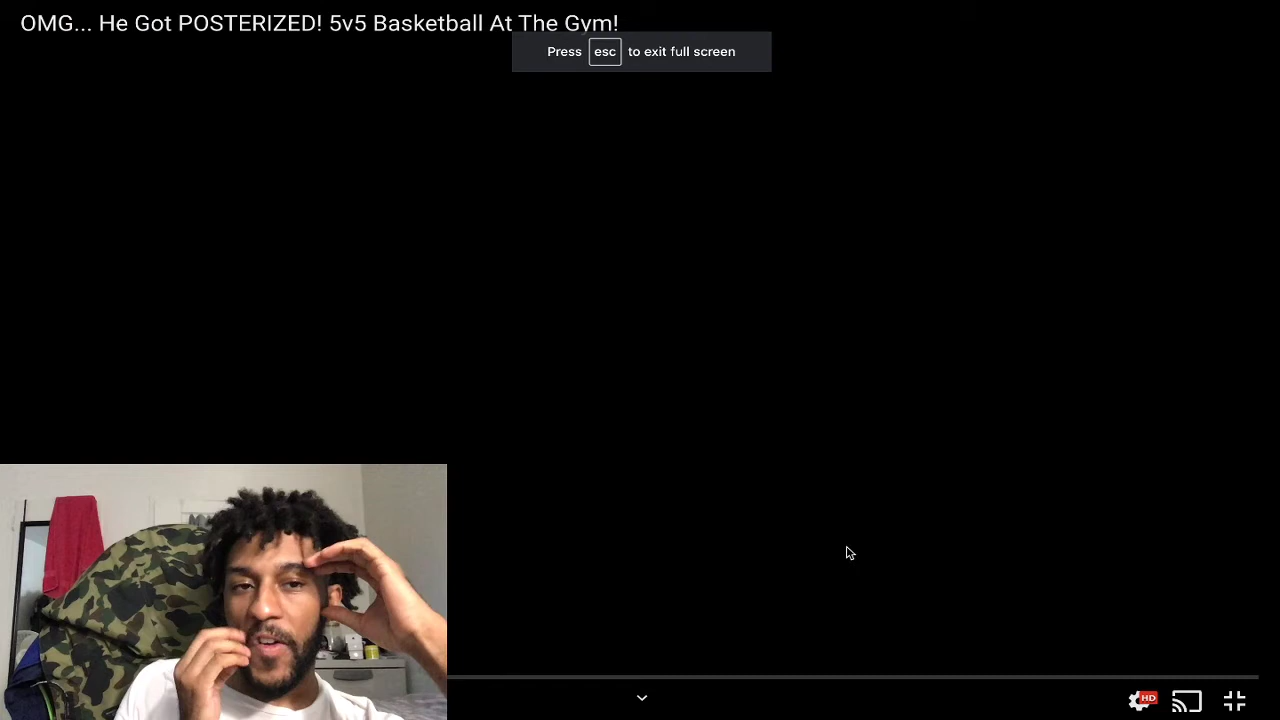 OMG... He Got POSTERIZED! 5v5 Basketball At The Gym!
Press esc to exit full screen
HD